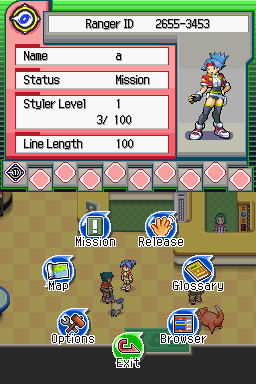 Ranger ID 2655-3453
Name a
Status Mission
Styler Level 1
3/ 100
Line Length 100
Mission Release
Map Glossary
Options Browser
Exit